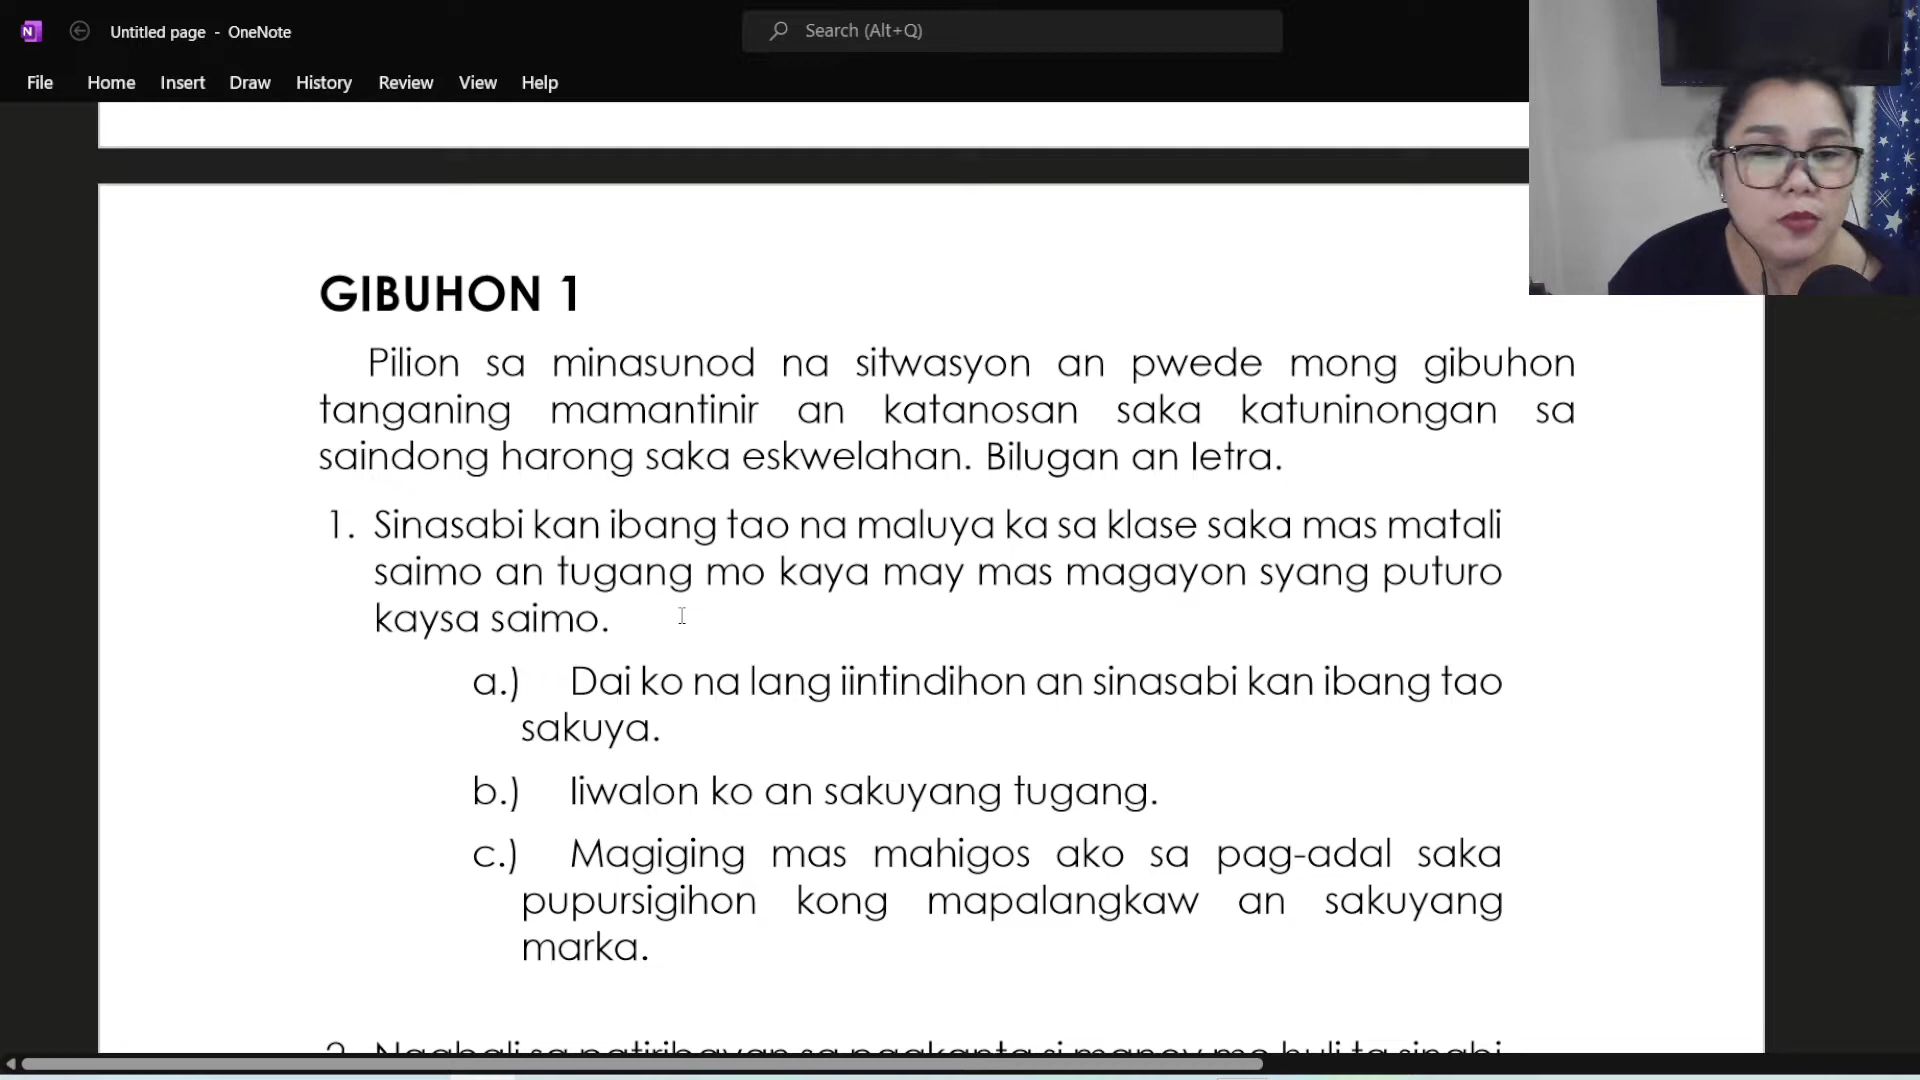 Untitled page - OneNote
Search (Alt+Q)
File Home Insert Draw History Review View Help
GIBUHON 1
Pilion sa minasunod na sitwasyon an pwede mong gibuhon
tanganing mamantinir an katanosan saka katuninongan sa
saindong harong saka eskwelahan. Bilugan an letra.
1. Sinasabi kan ibang tao na maluya ka sa klase saka mas matali
saimo an tugang mo kaya may mas magayon syang puturo
kaysa saimo.
a.) Dai ko na lang iintindihon an sinasabi kan ibang tao
sakuya.
b.) Iiwalon ko an sakuyang tugang.
c.) Magiging mas mahigos ako sa pag-adal saka
pupursigihon kong mapalangkaw an sakuyang
marka.